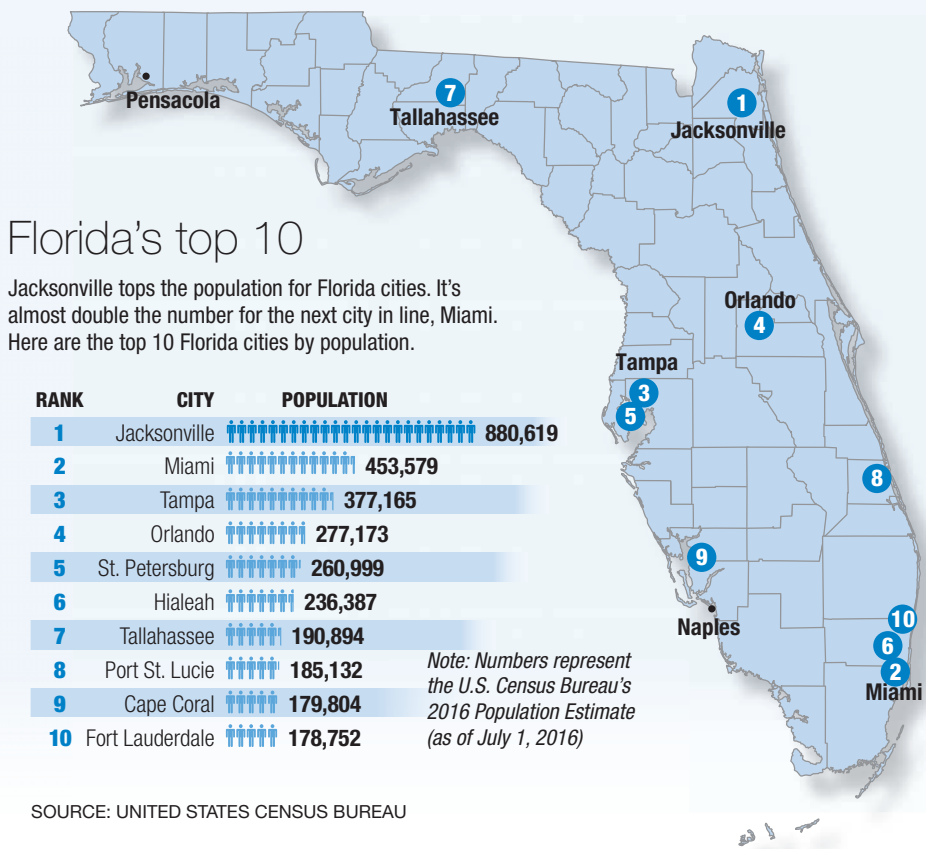 Pensacola
7
Tallahassee
1
Jacksonville
Florida's top 10
Jacksonville tops the population for Florida cities. It's
almost double the number for the next city in line, Miami.
Here are the top 10 Florida cities by population.
Orlando
4
Tampa
3
5
8
9
Naples
10
6
2
Miami
RANK CITY POPULATION
1 Jacksonville 880,619
2 Miami 453,579
3 Tampa 377,165
4 Orlando 277,173
5 St. Petersburg 260,999
6 Hialeah 236,387
7 Tallahassee 190,894
8 Port St. Lucie 185,132
9 Cape Coral 179,804
10 Fort Lauderdale 178,752
Note: Numbers represent
the U.S. Census Bureau's
2016 Population Estimate
(as of July 1, 2016)
SOURCE: UNITED STATES CENSUS BUREAU